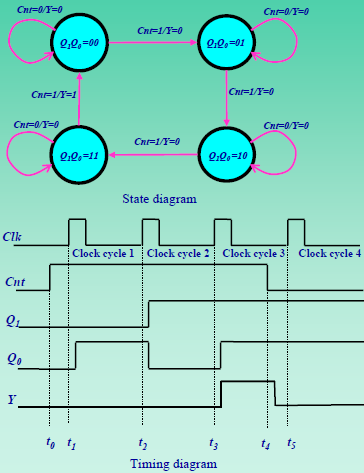 Cnt=0/Y=0
Cnt=1/Y=0
Cnt=0/Y=0
Q1Q0=00
Q1Q0=01
Cnt=1/Y=1
Cnt=1/Y=0
Cnt=0/Y=0
Cnt=1/Y=0
Cnt=0/Y=0
Q1Q0=11
Q1Q0=10
State diagram
Clk
Clock cycle 1 Clock cycle 2 Clock cycle 3 Clock cycle 4
Cnt
Q1
Q0
Y
t0 t1 t2 t3 t4 t5
Timing diagram